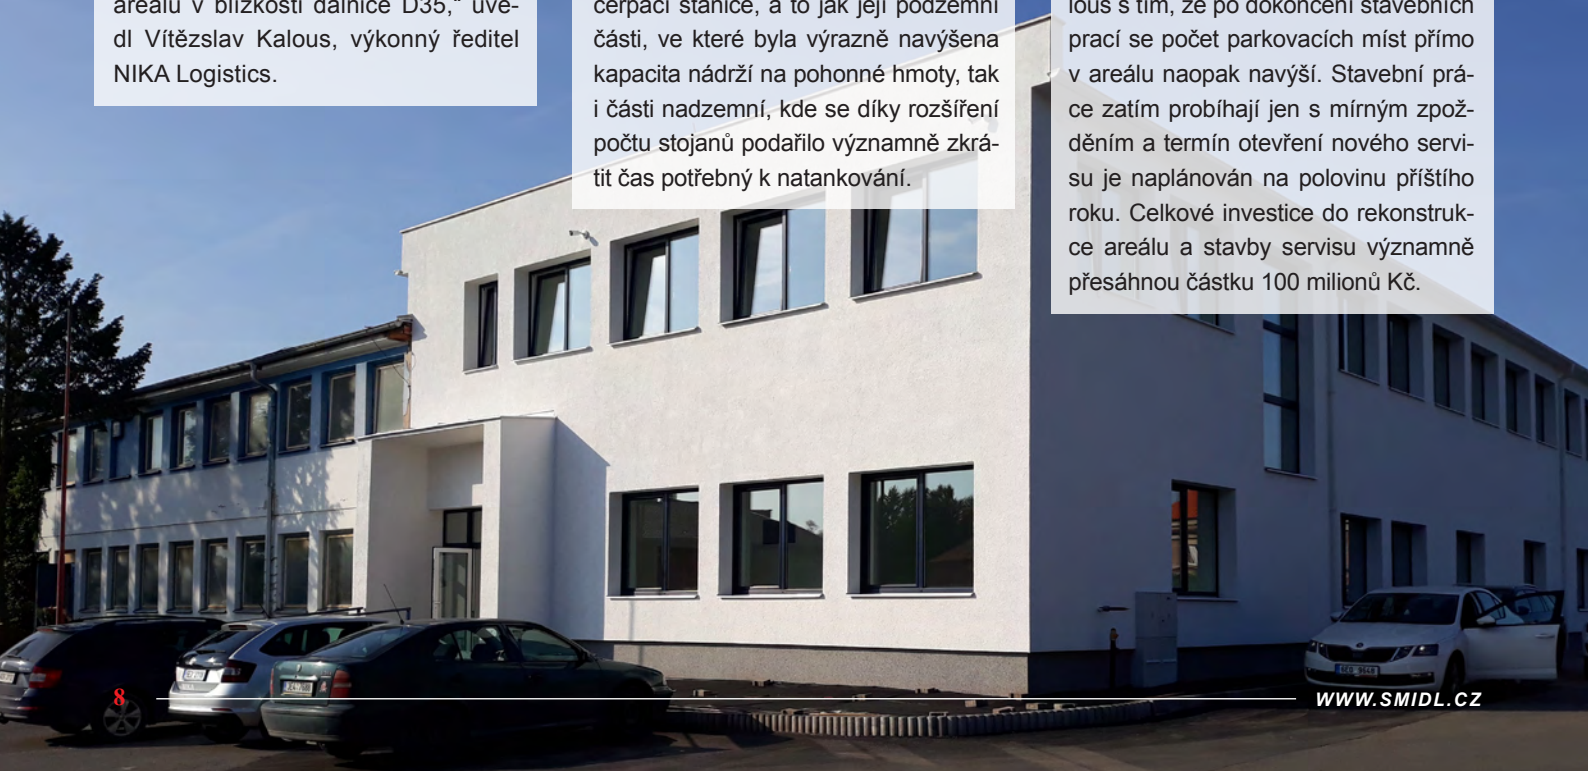 areálu v blízkosti dálnice D35,“ uve-
dl Vítězslav Kalous, výkonný ředitel
NIKA Logistics.
čerpací stanice, a to jak její podzemní
části, ve které byla výrazně navýšena
kapacita nádrží na pohonné hmoty, tak
i části nadzemní, kde se díky rozšíření
počtu stojanů podařilo významně zkrá-
tit čas potřebný k natankování.
lous s tím, že po dokončení stavebních
prací se počet parkovacích míst přímo
v areálu naopak navýší. Stavební prá-
ce zatím probíhají jen s mírným zpož-
děním a termín otevření nového servi-
su je naplánován na polovinu příštího
roku. Celkové investice do rekonstruk-
ce areálu a stavby servisu významně
přesáhnou částku 100 milionů Kč.
8
WWW.SMIDL.CZ